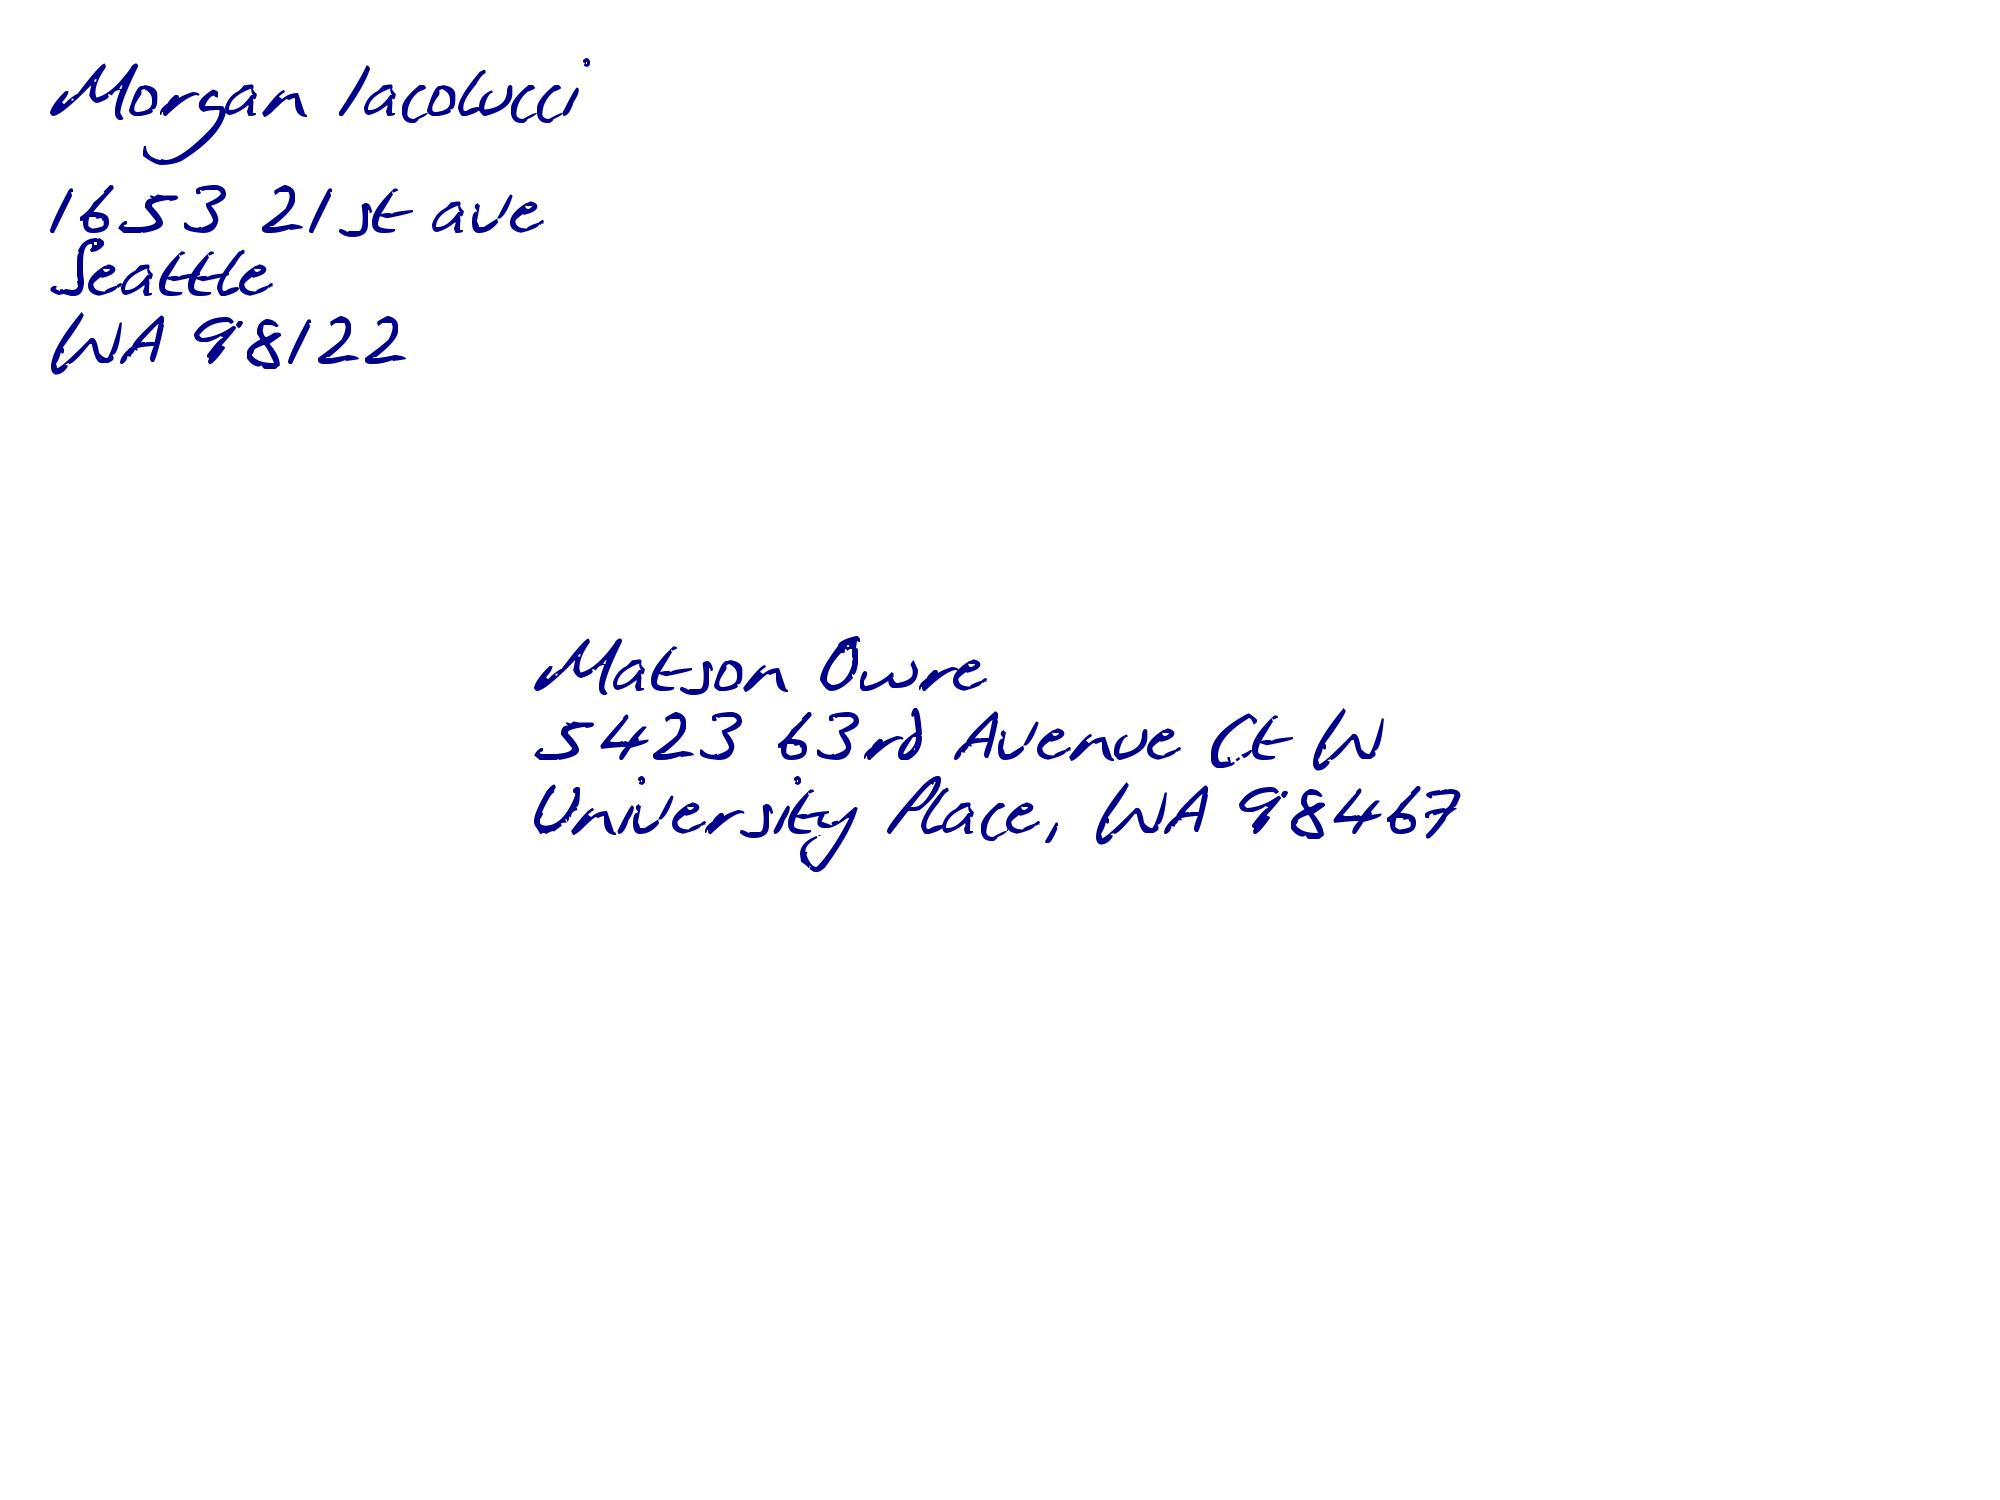 Morgan Iacolucci
1653 21st ave
Seattle
WA 98122
Matson Owre
5423 63rd Avenue Ct W
University Place, WA 98467